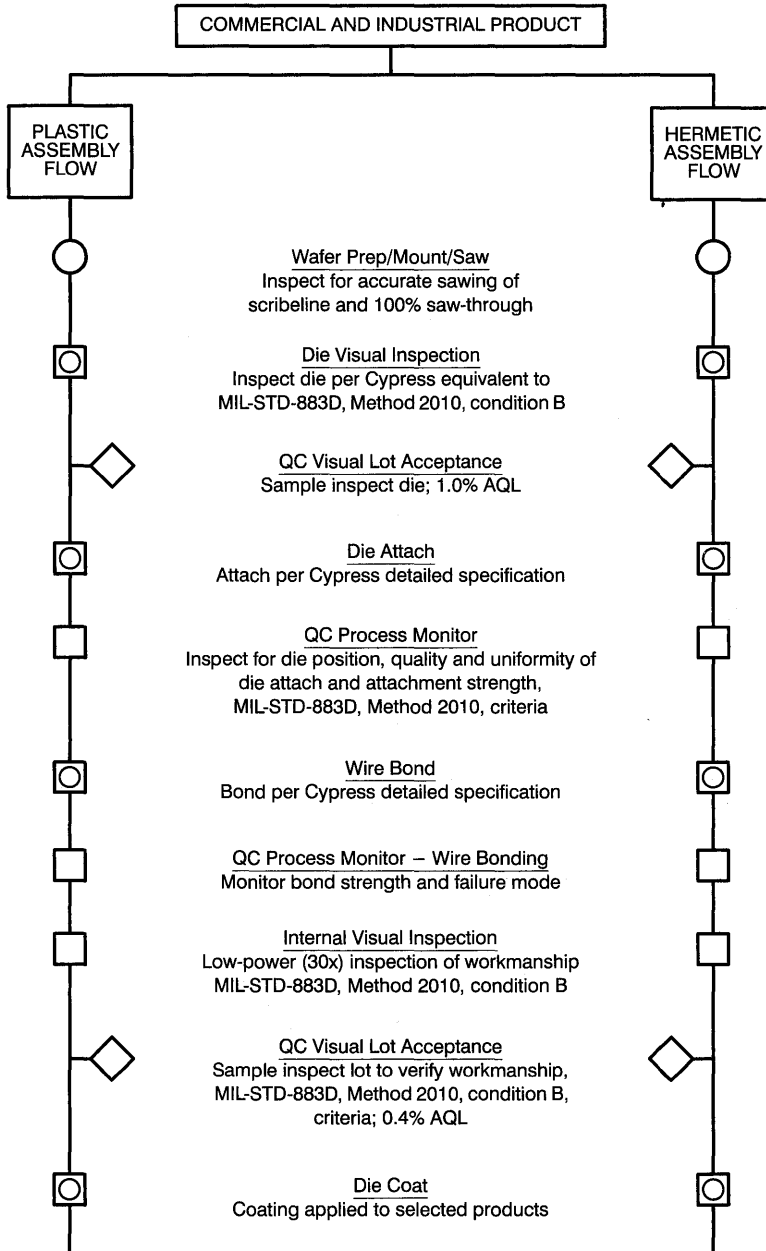 COMMERCIAL AND INDUSTRIAL PRODUCT
PLASTIC
ASSEMBLY
FLOW
HERMETIC
ASSEMBLY
FLOW
Wafer Prep/Mount/Saw
Inspect for accurate sawing of
scribeline and 100% saw-through
Die Visual Inspection
Inspect die per Cypress equivalent to
MIL-STD-883D, Method 2010, condition B
QC Visual Lot Acceptance
Sample inspect die; 1.0% AQL
Die Attach
Attach per Cypress detailed specification
QC Process Monitor
Inspect for die position, quality and uniformity of
die attach and attachment strength,
MIL-STD-883D, Method 2010, criteria
Wire Bond
Bond per Cypress detailed specification
QC Process Monitor – Wire Bonding
Monitor bond strength and failure mode
Internal Visual Inspection
Low-power (30x) inspection of workmanship
MIL-STD-883D, Method 2010, condition B
QC Visual Lot Acceptance
Sample inspect lot to verify workmanship,
MIL-STD-883D, Method 2010, condition B,
criteria; 0.4% AQL
Die Coat
Coating applied to selected products